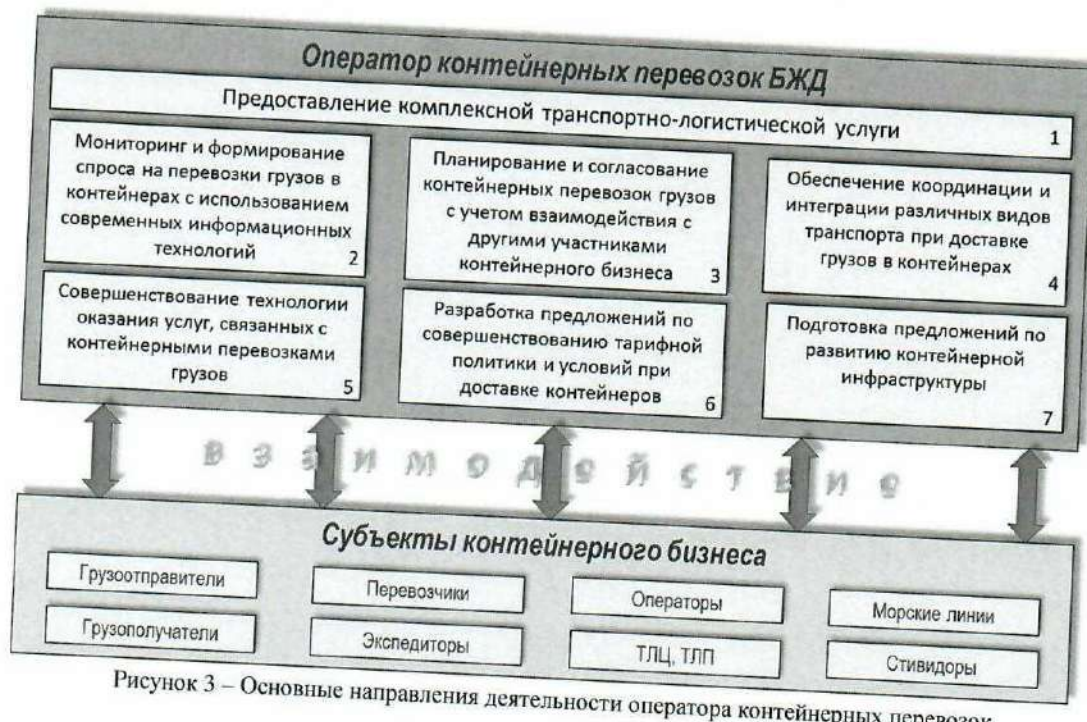 Оператор контейнерных перевозок БЖД
Предоставление комплексной транспортно-логистической услуги
1
Мониторинг и формирование
спроса на перевозки грузов в
контейнерах с использованием
современных информационных
технологий
2
Планирование и согласование
контейнерных перевозок грузов
с учетом взаимодействия с
другими участниками
контейнерного бизнеса
3
Обеспечение координации и
интеграции различных видов
транспорта при доставке
грузов в контейнерах
4
Совершенствование технологии
оказания услуг, связанных с
контейнерными перевозками
грузов
5
Разработка предложений по
совершенствованию тарифной
политики и условий при
доставке контейнеров
6
Подготовка предложений по
развитию контейнерной
инфраструктуры
7
взаимодействие
Субъекты контейнерного бизнеса
Грузоотправители
Перевозчики
Операторы
Морские линии
Грузополучатели
Экспедиторы
ТЛЦ, ТЛП
Стивидоры
Рисунок 3 – Основные направления деятельности оператора контейнерных перевозок